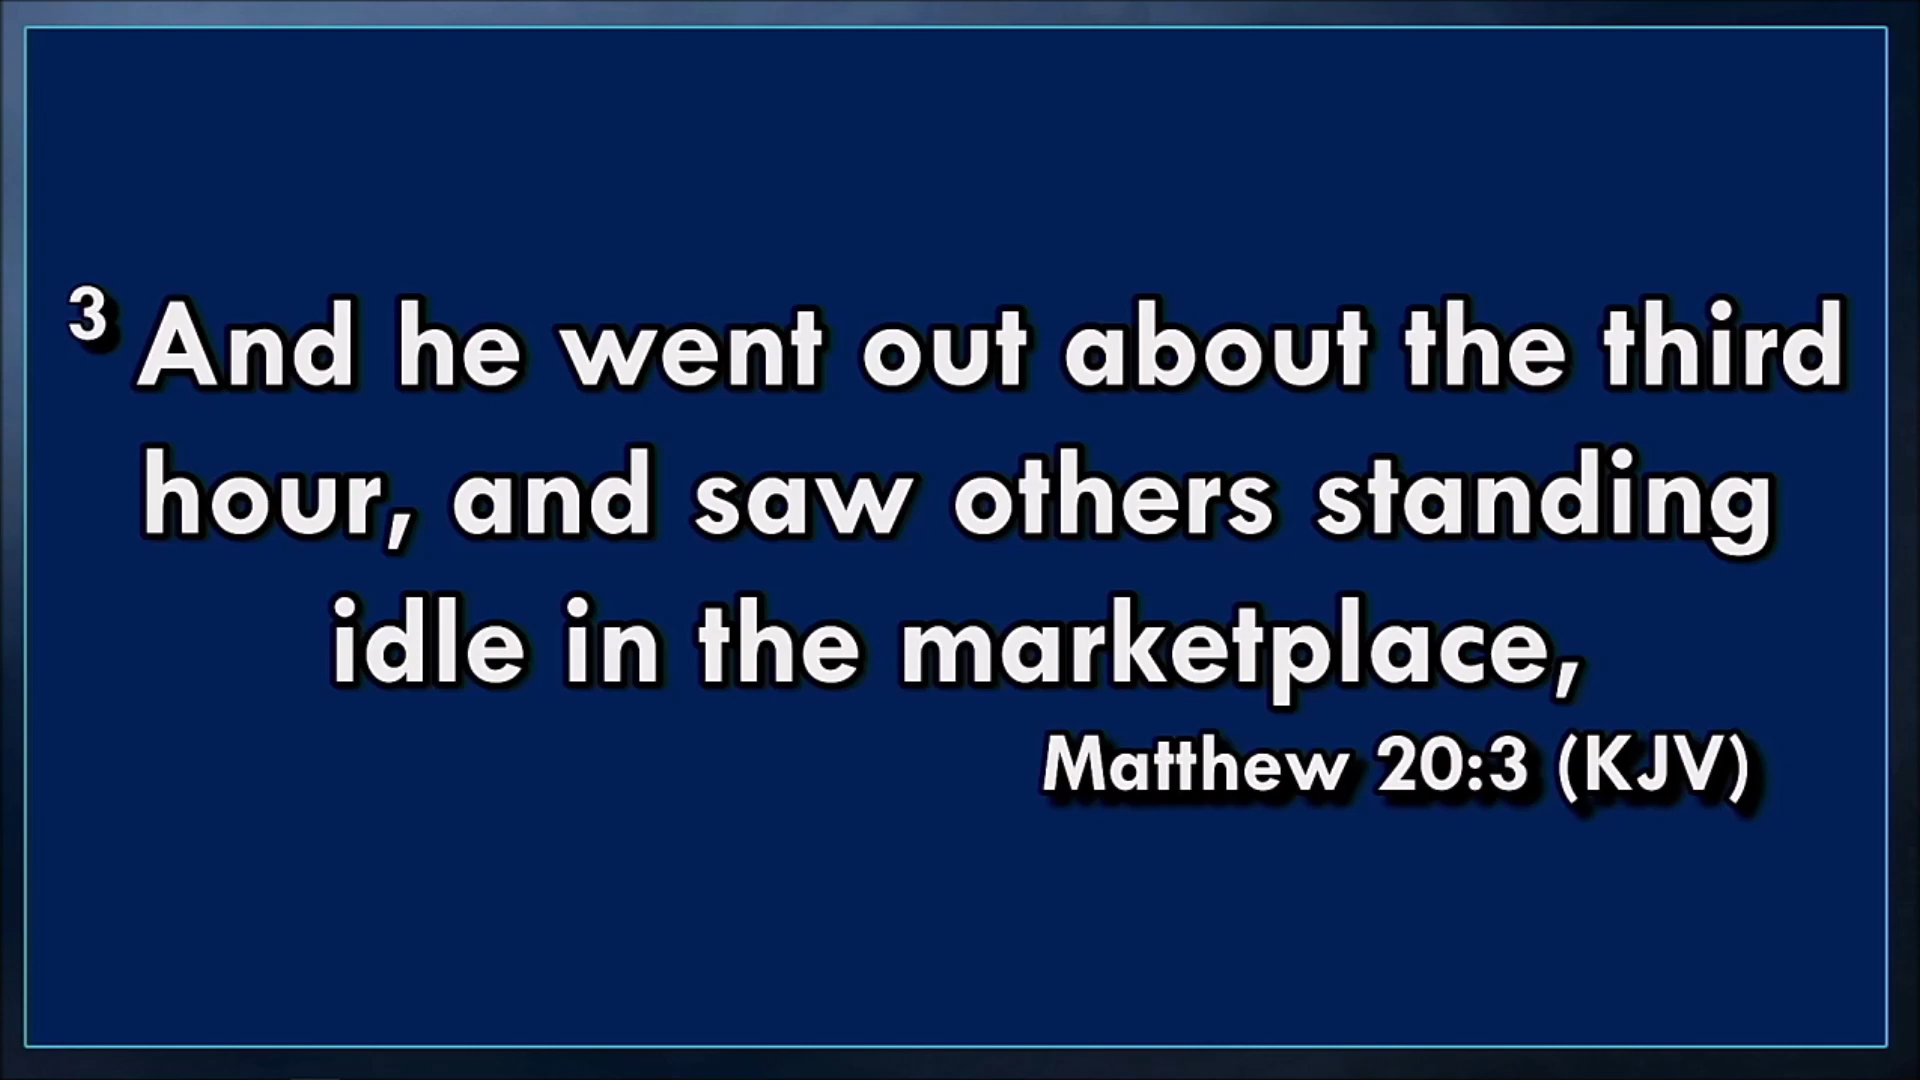 3 And he went out about the third
hour, and saw others standing
idle in the marketplace,
Matthew 20:3 (KJV)